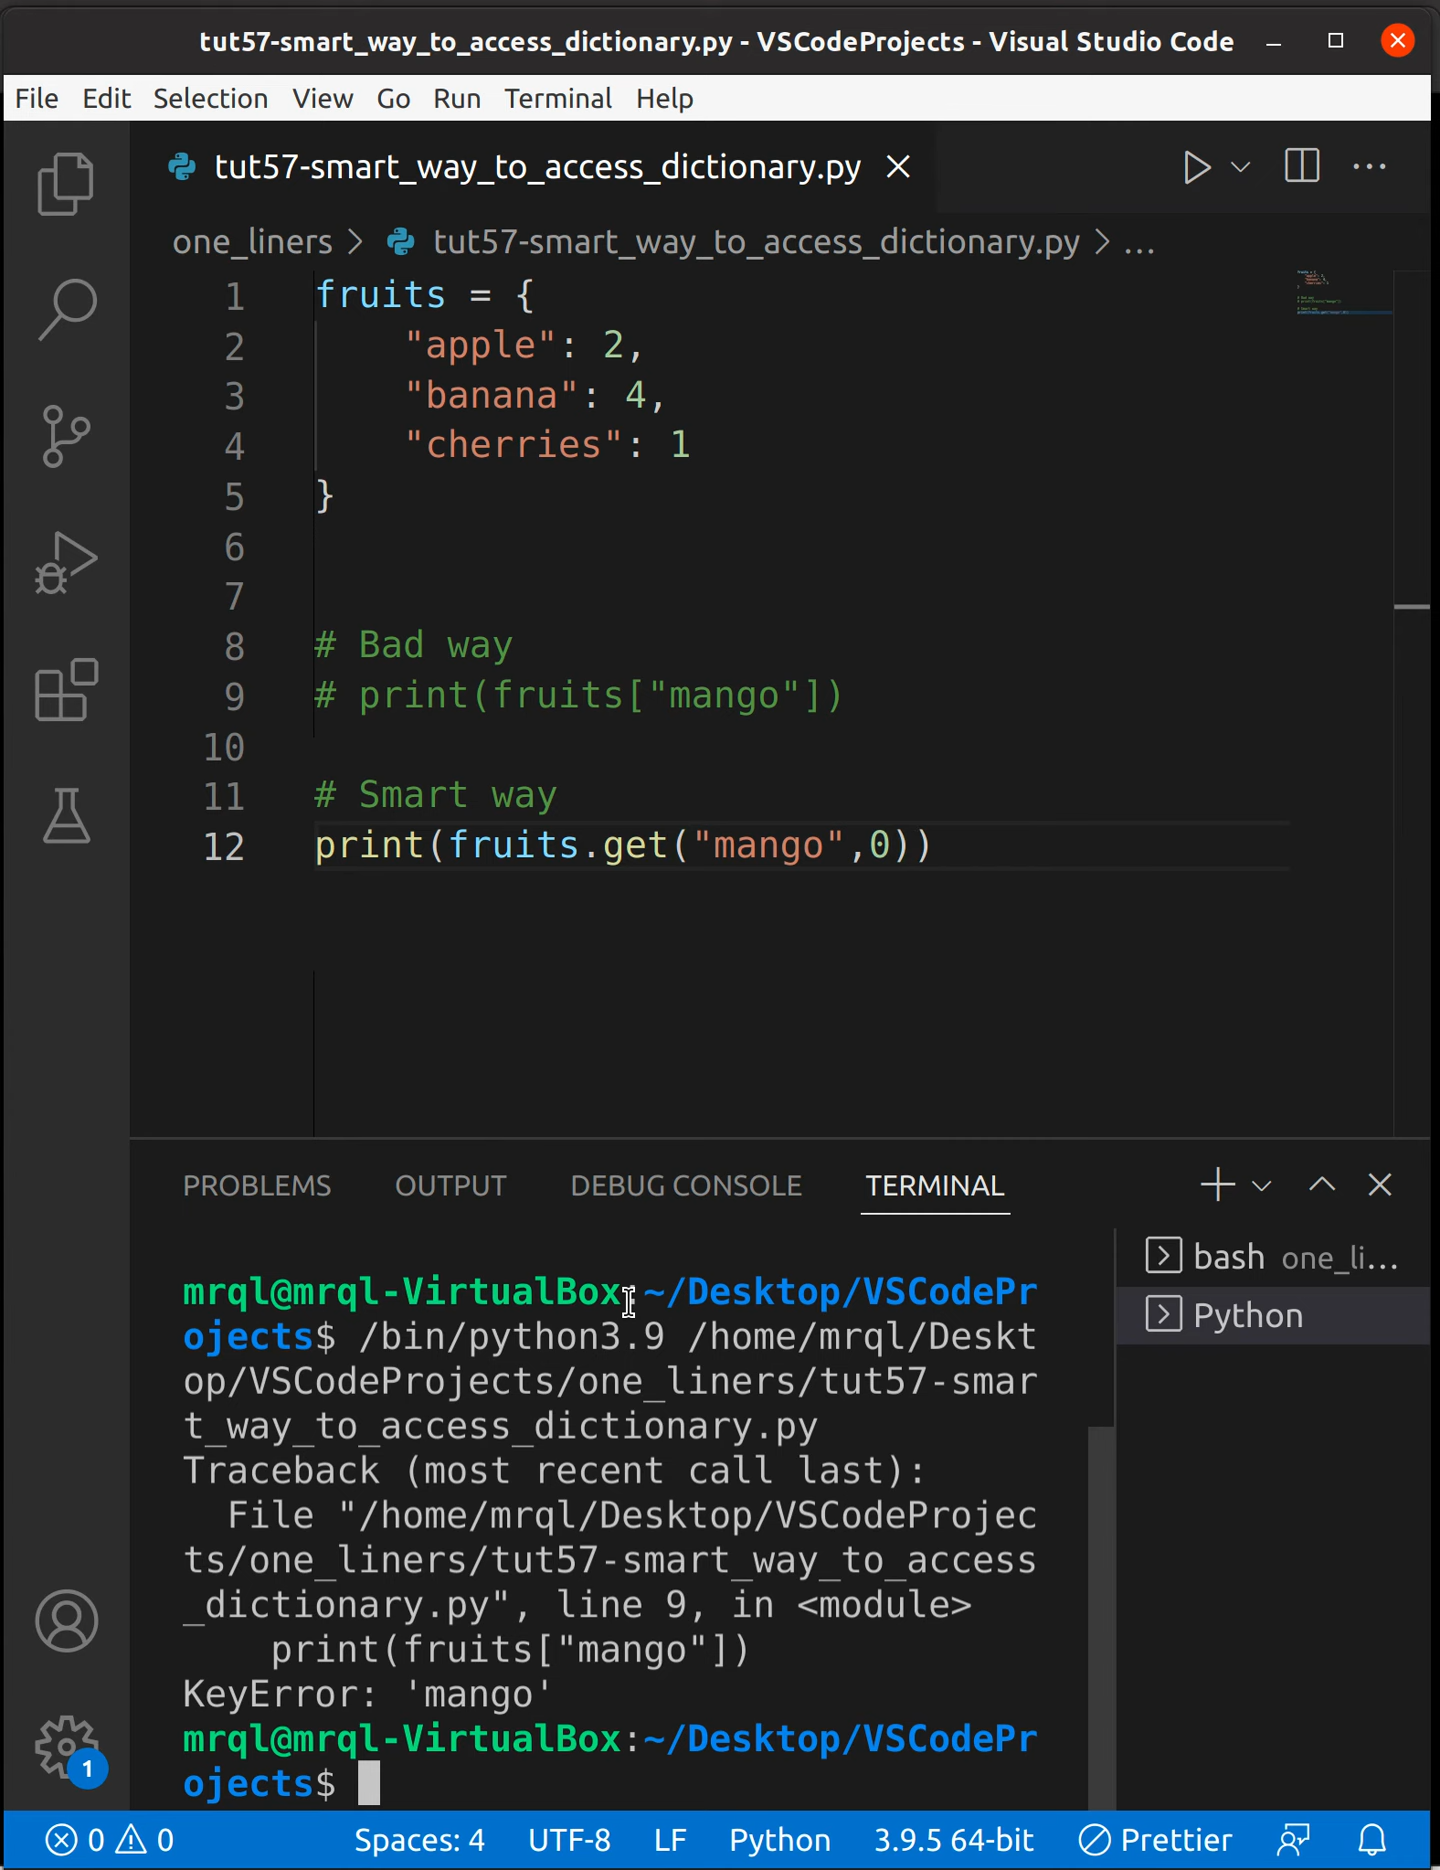 tut57-smart_way_to_access_dictionary.py - VSCodeProjects - Visual Studio Code
File Edit Selection View Go Run Terminal Help
tut57-smart_way_to_access_dictionary.py
one_liners > tut57-smart_way_to_access_dictionary.py > ...
1 fruits = {
2     "apple": 2,
3     "banana": 4,
4     "cherries": 1
5 }
6
7
8 # Bad way
9 # print(fruits["mango"])
10
11 # Smart way
12 print(fruits.get("mango",0))
PROBLEMS OUTPUT DEBUG CONSOLE TERMINAL
bash one_li...
Python
mrql@mrql-VirtualBox:~/Desktop/VSCodePr
ojects$ /bin/python3.9 /home/mrql/Deskt
op/VSCodeProjects/one_liners/tut57-smar
t_way_to_access_dictionary.py
Traceback (most recent call last):
  File "/home/mrql/Desktop/VSCodeProjec
ts/one_liners/tut57-smart_way_to_access
_dictionary.py", line 9, in <module>
    print(fruits["mango"])
KeyError: 'mango'
mrql@mrql-VirtualBox:~/Desktop/VSCodePr
ojects$
1
0 0 Spaces: 4 UTF-8 LF Python 3.9.5 64-bit Prettier